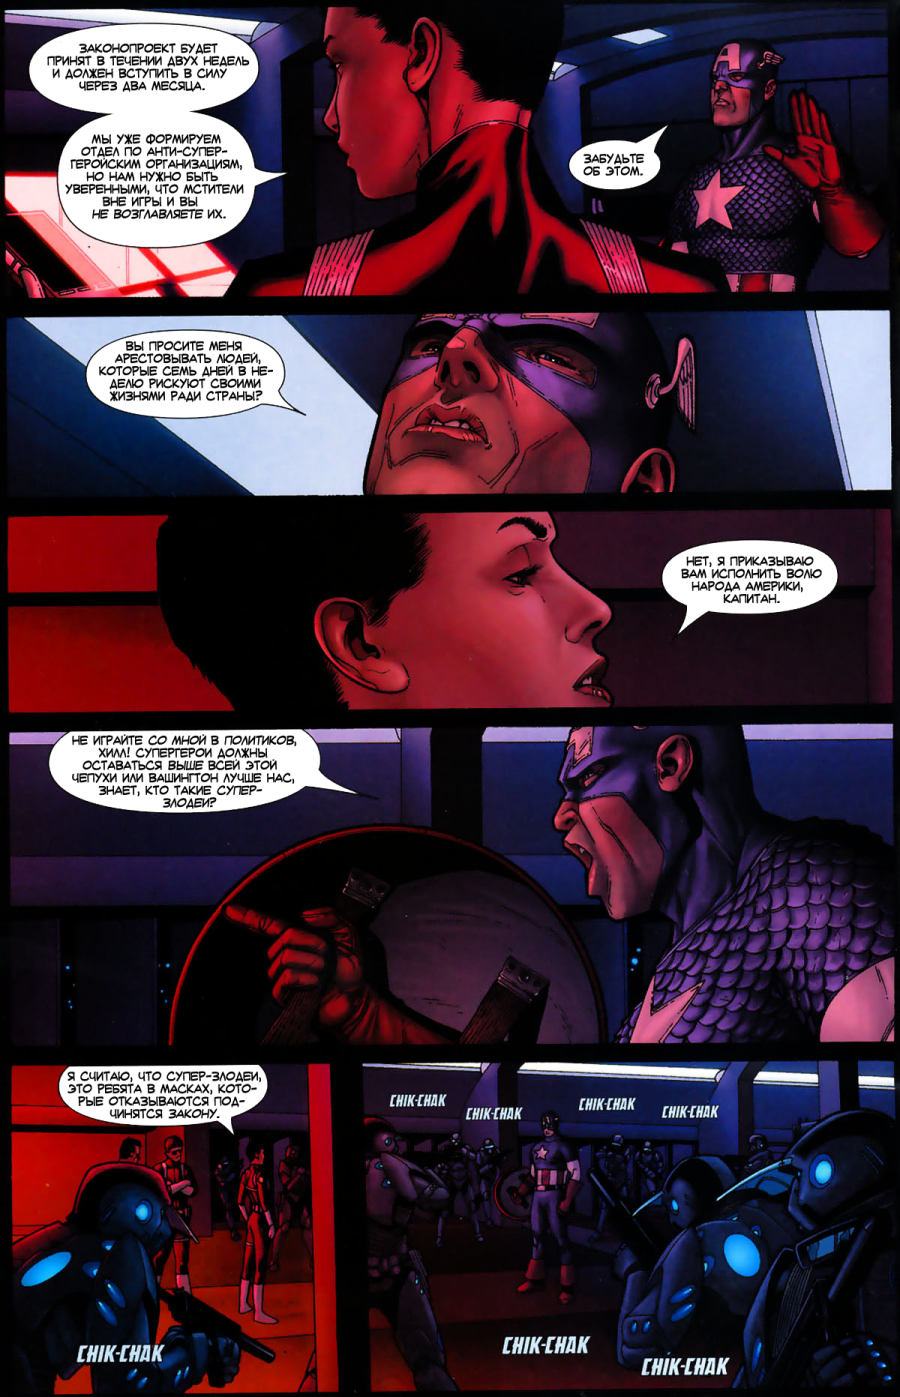 ЗАКОНОПРОЕКТ БУДЕТ
ПРИНЯТ В ТЕЧЕНИИ ДВУХ НЕДЕЛЬ
И ДОЛЖЕН ВСТУПИТЬ В СИЛУ
ЧЕРЕЗ ДВА МЕСЯЦА.
МЫ УЖЕ ФОРМИРУЕМ
ОТДЕЛ ПО АНТИ-СУПЕР-
ГЕРОЙСКИМ ОРГАНИЗАЦИЯМ,
НО НАМ НУЖНО БЫТЬ
УВЕРЕННЫМИ, ЧТО МСТИТЕЛИ
ВНЕ ИГРЫ И ВЫ
НЕ ВОЗГЛАВЛЯЕТЕ ИХ.
ЗАБУДЬТЕ
ОБ ЭТОМ.
A
ВЫ ПРОСИТЕ МЕНЯ
АРЕСТОВЫВАТЬ ЛЮДЕЙ,
КОТОРЫЕ СЕМЬ ДНЕЙ В НЕ-
ДЕЛЮ РИСКУЮТ СВОИМИ
ЖИЗНЯМИ РАДИ СТРАНЫ?
НЕТ, Я ПРИКАЗЫВАЮ
ВАМ ИСПОЛНИТЬ ВОЛЮ
НАРОДА АМЕРИКИ,
КАПИТАН.
НЕ ИГРАЙТЕ СО МНОЙ В ПОЛИТИКОВ,
ХИЛЛ! СУПЕРГЕРОИ ДОЛЖНЫ
ОСТАВАТЬСЯ ВЫШЕ ВСЕЙ ЭТОЙ
ЧЕПУХИ ИЛИ ВАШИНГТОН ЛУЧШЕ НАС,
ЗНАЕТ, КТО ТАКИЕ СУПЕР-
ЗЛОДЕИ?
Я СЧИТАЮ, ЧТО СУПЕР-ЗЛОДЕИ,
ЭТО РЕБЯТА В МАСКАХ, КОТО-
РЫЕ ОТКАЗЫВАЮТСЯ ПОД-
ЧИНЯТСЯ ЗАКОНУ.
CHIK-CHAK
CHIK-CHAK
CHIK-CHAK
CHIK-CHAK
CHIK-CHAK
CHIK-CHAK
CHIK-CHAK